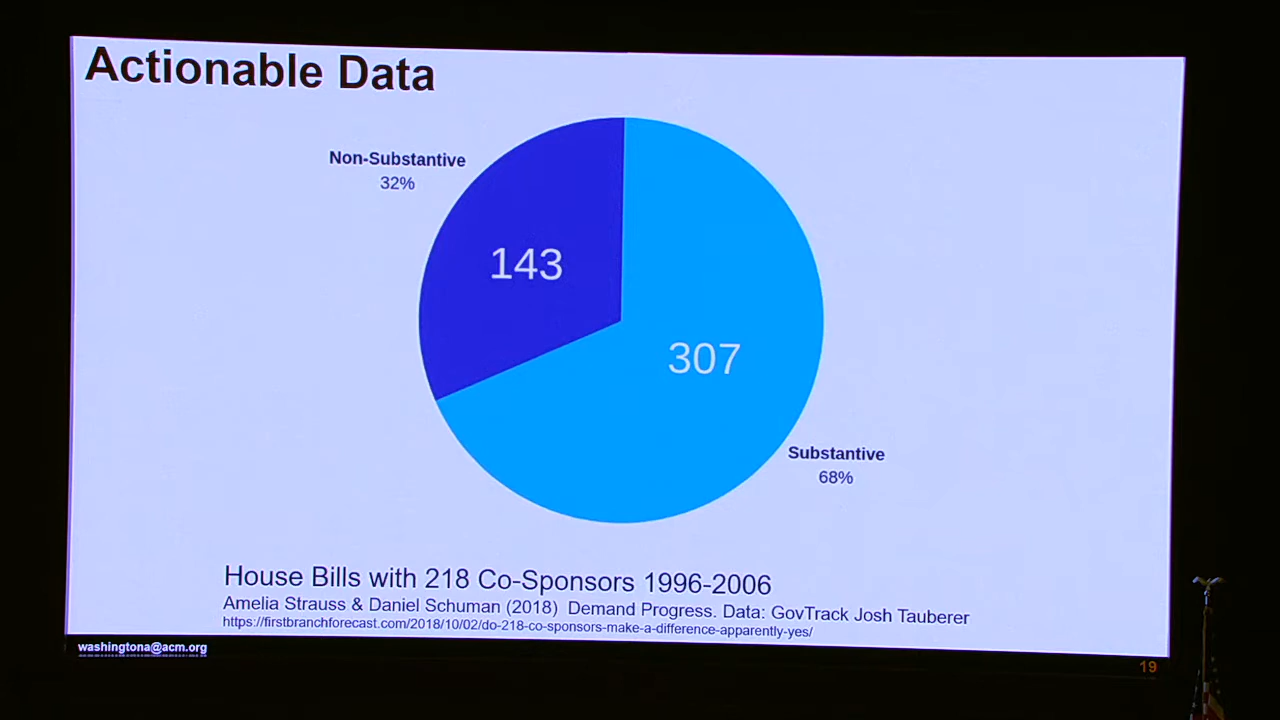 Actionable Data
Non-Substantive
32%
143
307
Substantive
68%
House Bills with 218 Co-Sponsors 1996-2006
Amelia Strauss & Daniel Schuman (2018) Demand Progress. Data: GovTrack Josh Tauberer
https://firstbranchforecast.com/2018/10/02/do-218-co-sponsors-make-a-difference-apparently-yes/
washingtona@acm.org
19